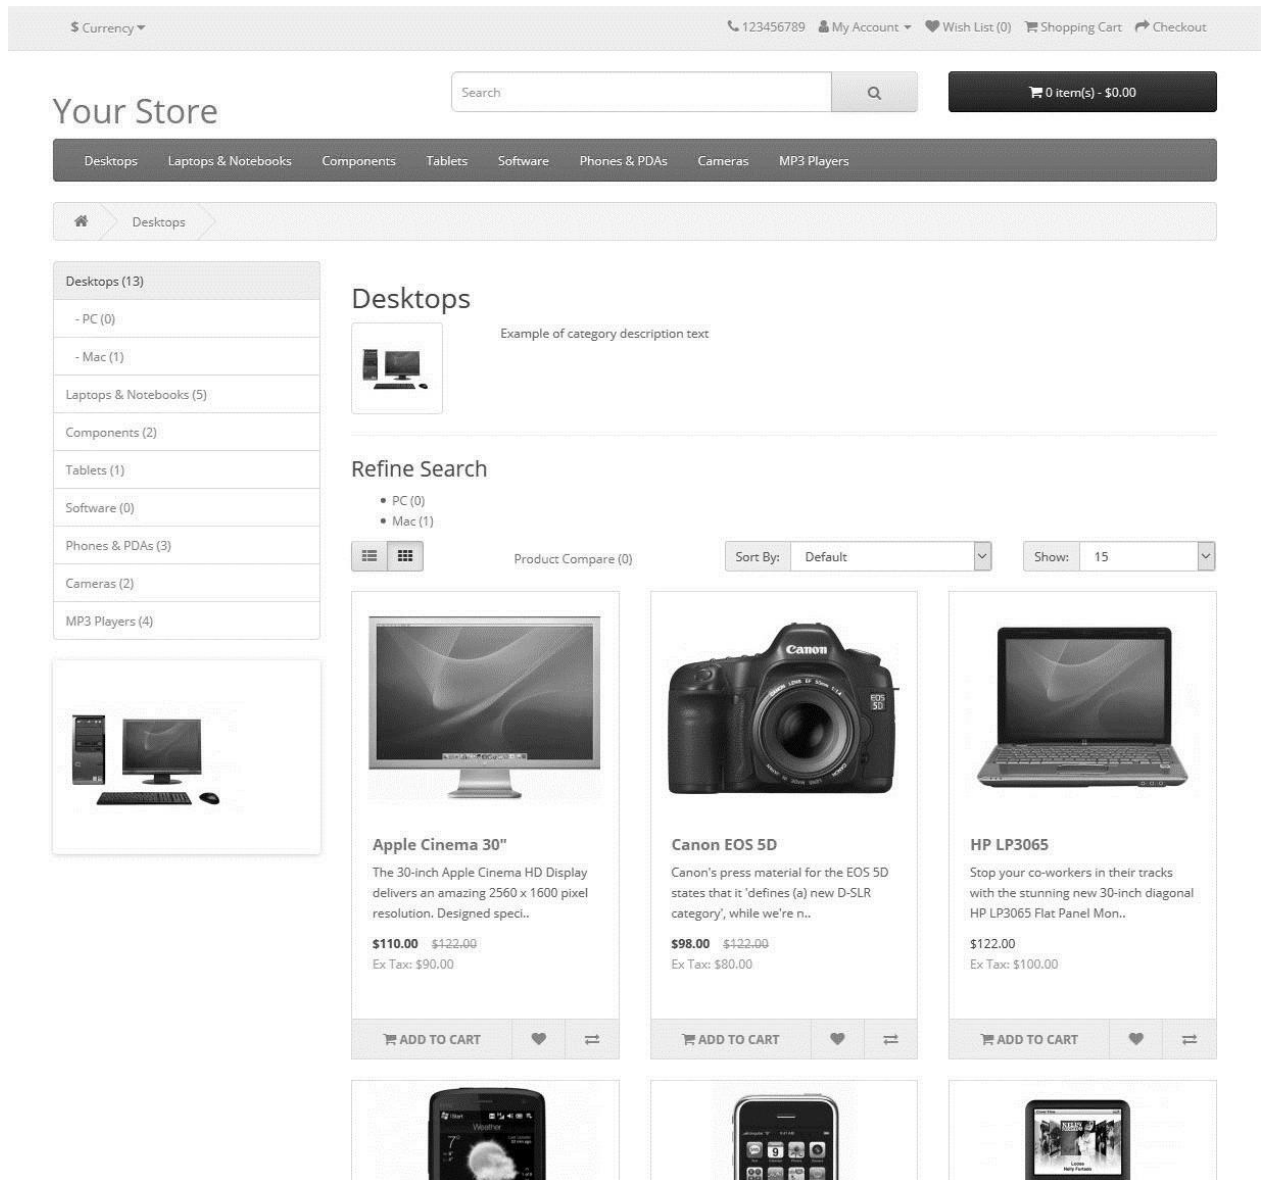 $ Currency
123456789 My Account Wish List (0) Shopping Cart Checkout
Your Store
Search
0 item(s) - $0.00
Desktops Laptops & Notebooks Components Tablets Software Phones & PDAs Cameras MP3 Players
Desktops
Desktops (13)
- PC (0)
- Mac (1)
Laptops & Notebooks (5)
Components (2)
Tablets (1)
Software (0)
Phones & PDAs (3)
Cameras (2)
MP3 Players (4)
Desktops
Example of category description text
Refine Search
• PC (0)
• Mac (1)
Product Compare (0)
Sort By: Default
Show: 15
Apple Cinema 30"
The 30-inch Apple Cinema HD Display
delivers an amazing 2560 x 1600 pixel
resolution. Designed speci..
$110.00 $122.00
Ex Tax: $90.00
ADD TO CART
Canon
EOS
5D
Canon EOS 5D
Canon's press material for the EOS 5D
states that it 'defines (a) new D-SLR
category', while we're n..
$98.00 $122.00
Ex Tax: $80.00
ADD TO CART
HP LP3065
Stop your co-workers in their tracks
with the stunning new 30-inch diagonal
HP LP3065 Flat Panel Mon..
$122.00
Ex Tax: $100.00
ADD TO CART
Start
Weather
7°
9